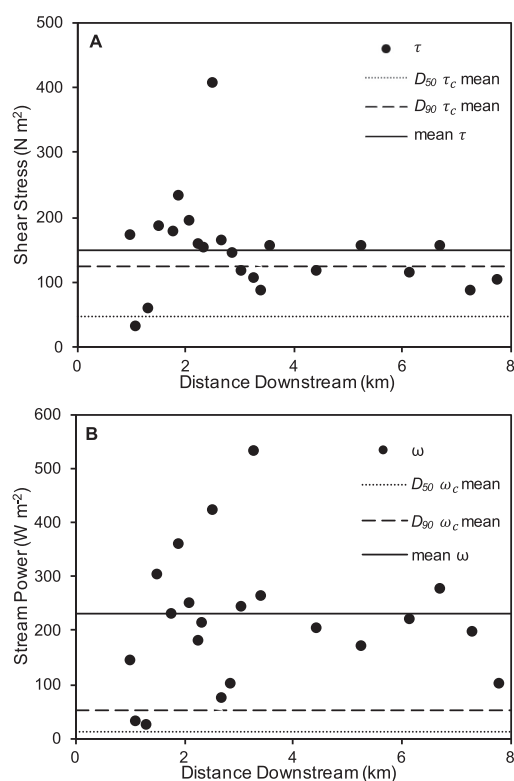 A
500
400
300
200
100
0
Shear Stress (N m²)
τ
D₅₀ τc mean
D₉₀ τc mean
mean τ
0 2 4 6 8
Distance Downstream (km)
B
600
500
400
300
200
100
0
Stream Power (W m⁻²)
ω
D₅₀ ωc mean
D₉₀ ωc mean
mean ω
0 2 4 6 8
Distance Downstream (km)